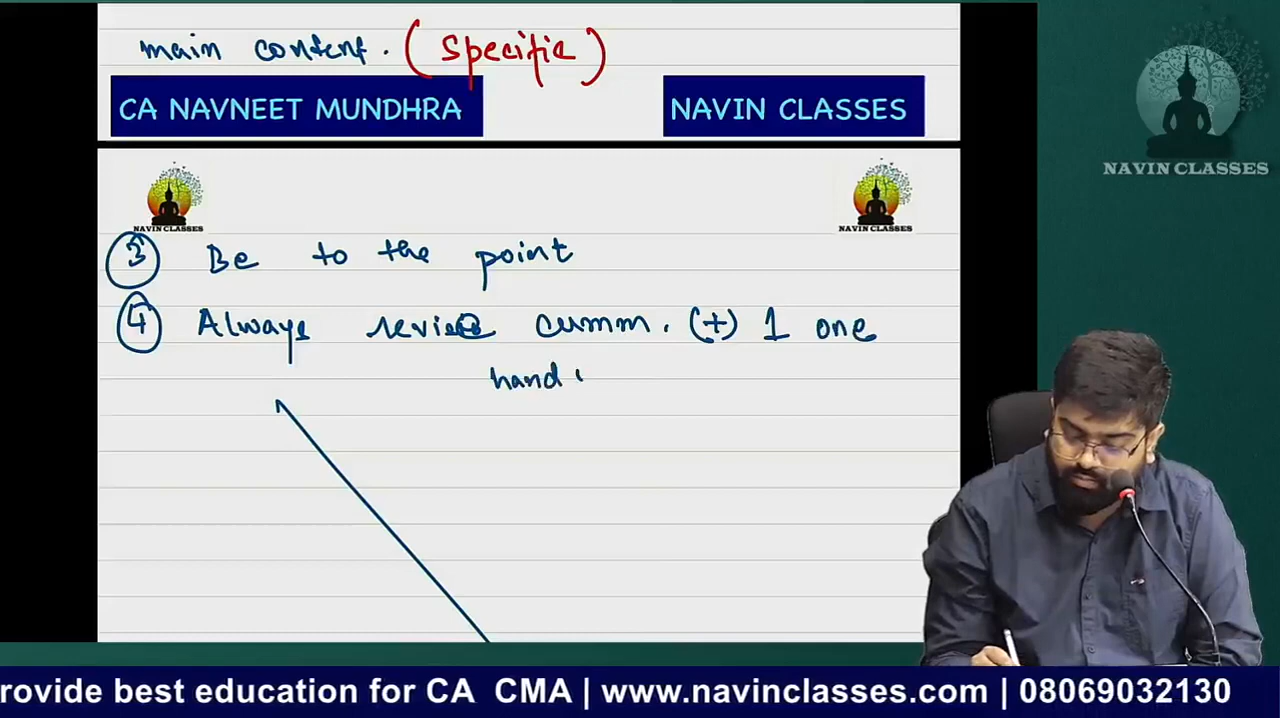 main content. (Specific)
CA NAVNEET MUNDHRA
NAVIN CLASSES
NAVIN CLASSES
NAVIN CLASSES
NAVIN CLASSES
3 Be to the point
4 Always revise cumm. (+) 1 one
hand
rovide best education for CA CMA | www.navinclasses.com | 08069032130